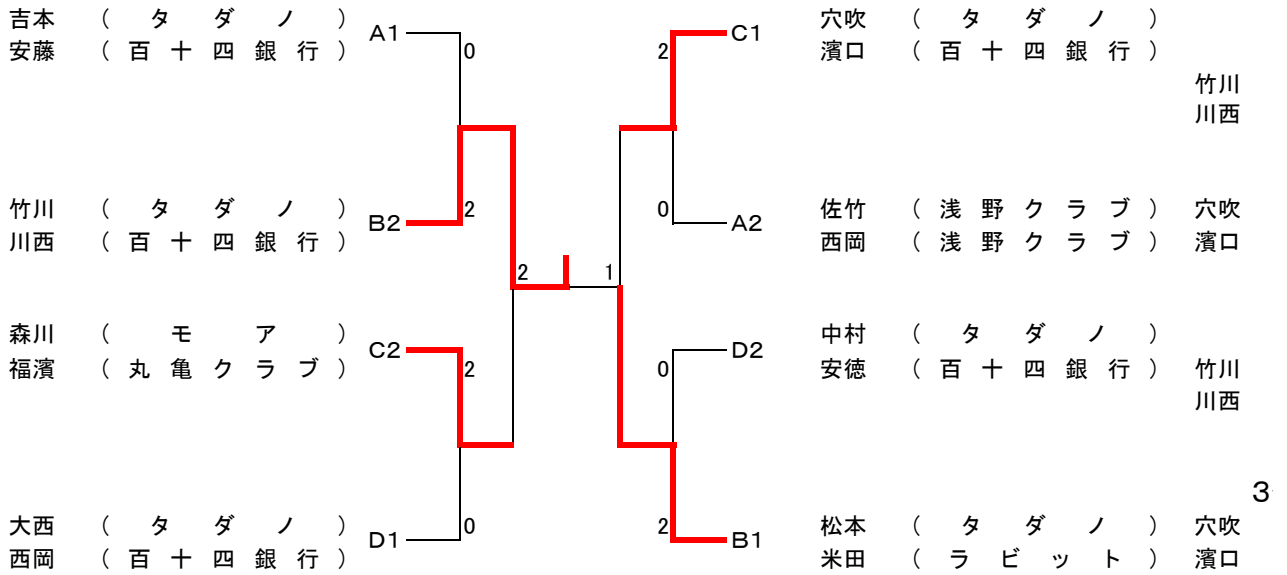 吉本 （ タ ダ ノ ） A1 0 2 C1 穴吹 （ タ ダ ノ ）
安藤 （ 百 十 四 銀 行 ） 濱口 （ 百 十 四 銀 行 ）
竹川
川西
竹川 （ タ ダ ノ ） B2 2 0 A2 佐竹 （ 浅 野 ク ラ ブ ） 穴吹
川西 （ 百 十 四 銀 行 ） 西岡 （ 浅 野 ク ラ ブ ） 濱口
2 1
森川 （ モ ア ） C2 2 0 D2 中村 （ タ ダ ノ ）
福濱 （ 丸 亀 ク ラ ブ ） 安徳 （ 百 十 四 銀 行 ） 竹川
川西
3
大西 （ タ ダ ノ ） D1 0 2 B1 松本 （ タ ダ ノ ） 穴吹
西岡 （ 百 十 四 銀 行 ） 米田 （ ラ ビ ッ ト ） 濱口